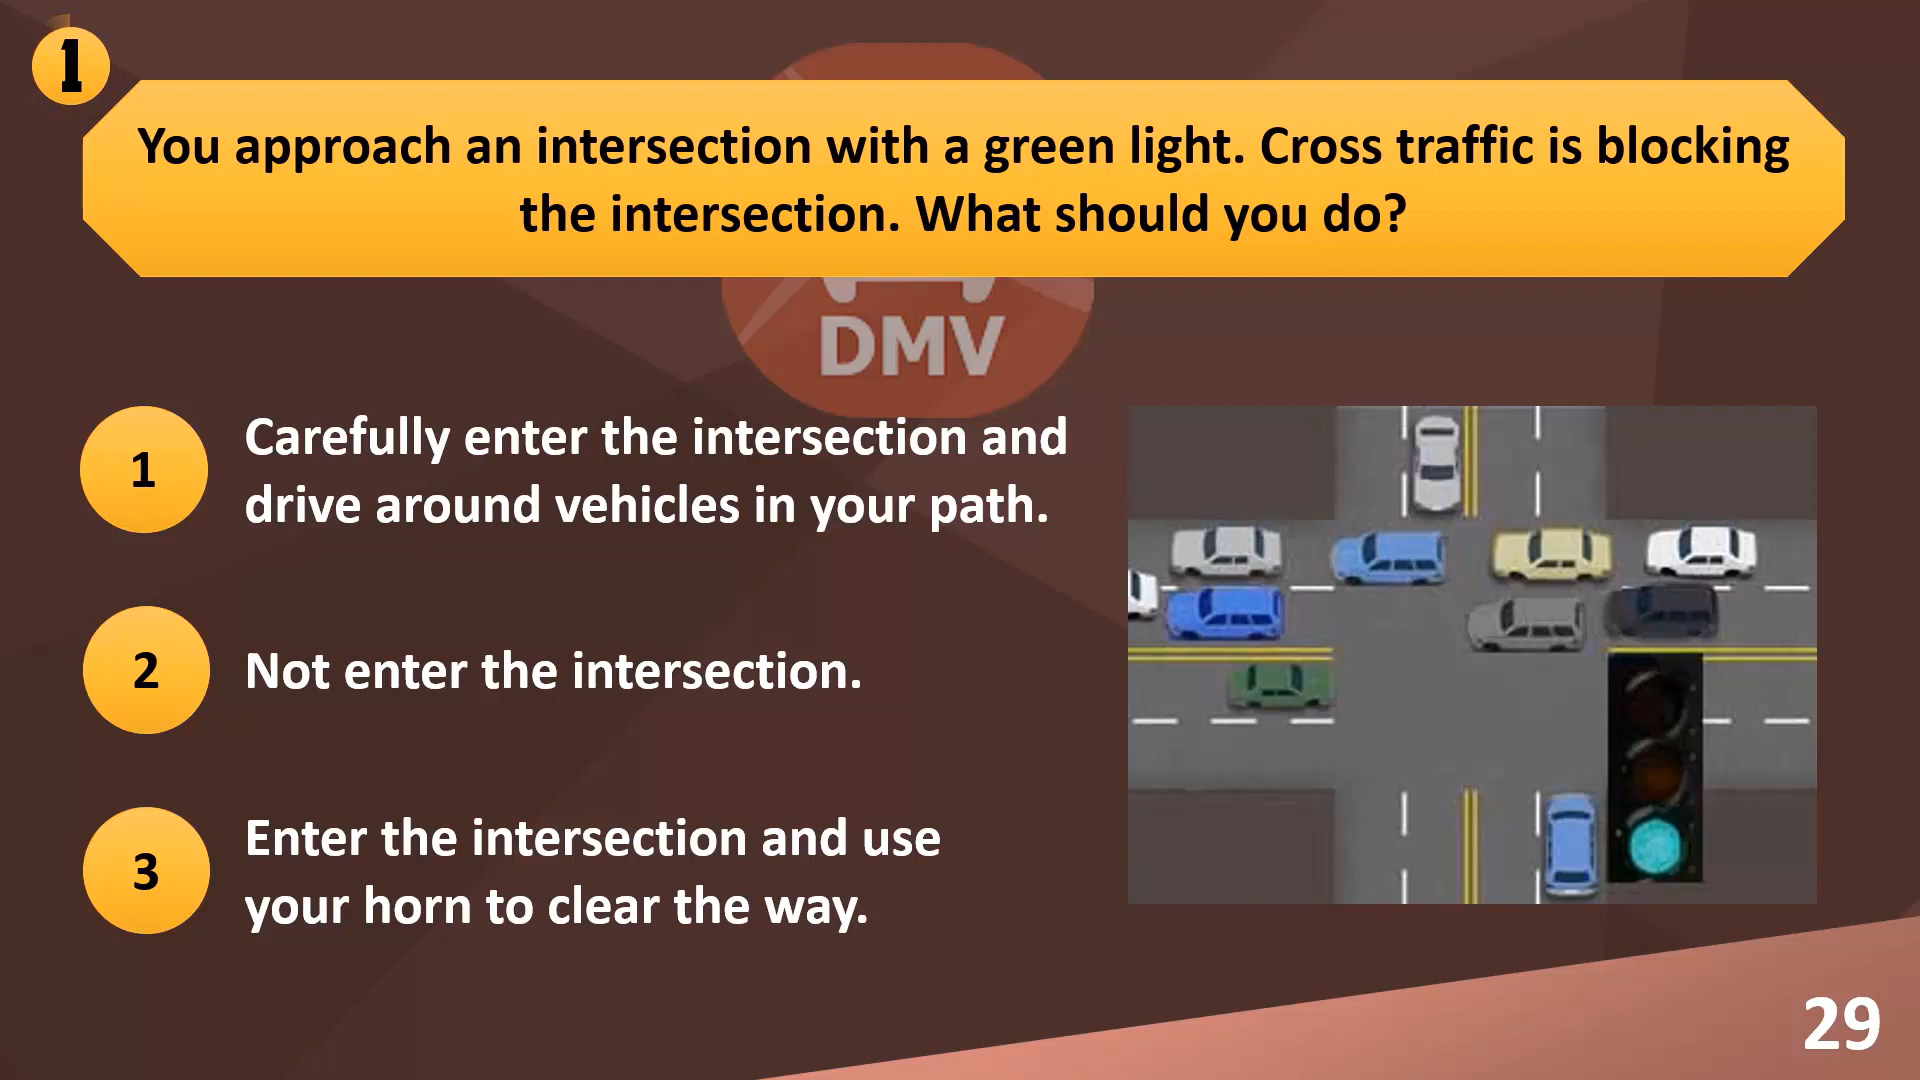 1
You approach an intersection with a green light. Cross traffic is blocking
the intersection. What should you do?
DMV
1
Carefully enter the intersection and
drive around vehicles in your path.
2
Not enter the intersection.
3
Enter the intersection and use
your horn to clear the way.
29